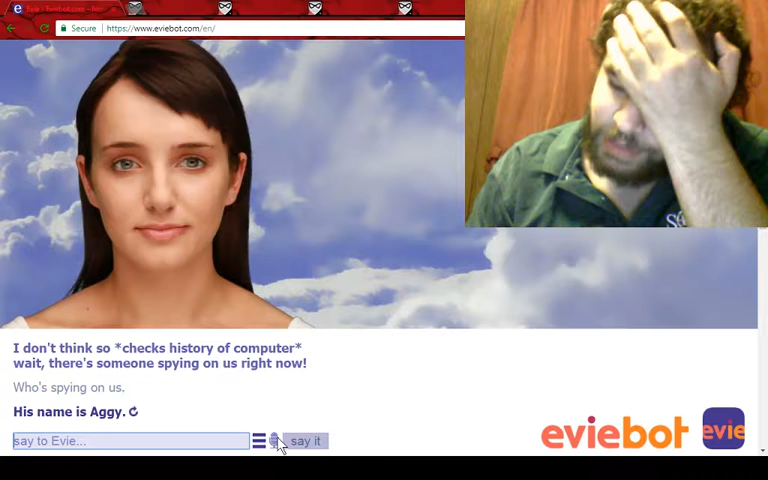 Secure
https://www.eviebot.com/en/
I don't think so *checks history of computer*
wait, there's someone spying on us right now!
Who's spying on us.
His name is Aggy.
say to Evie...
say it
eviebot
evie